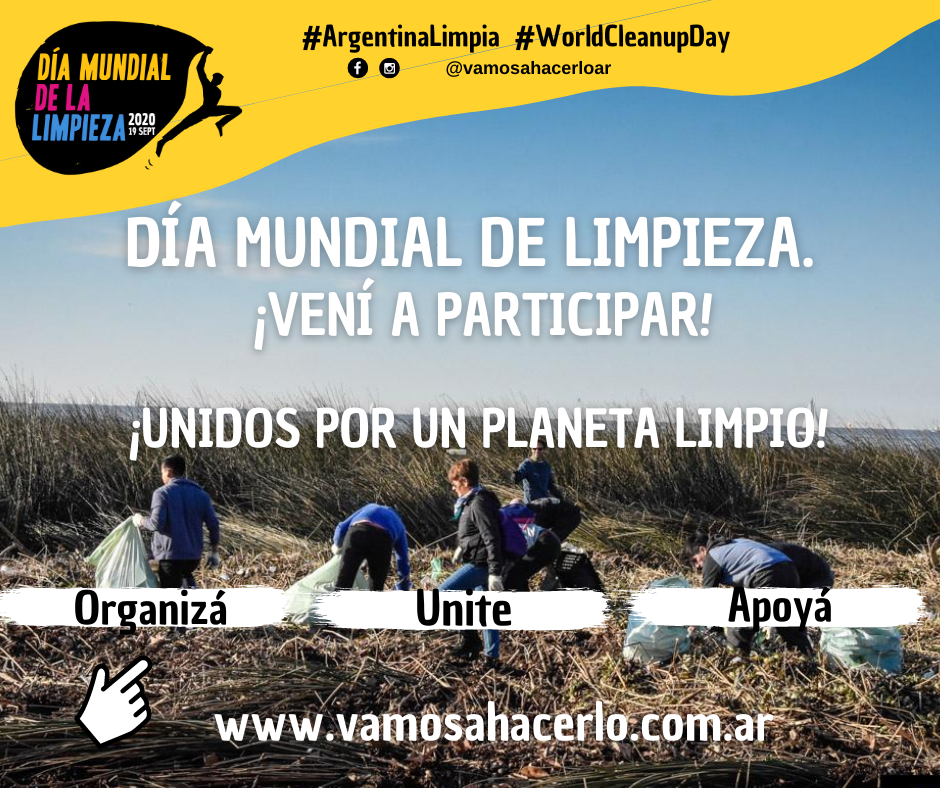 DÍA MUNDIAL
DE LA
LIMPIEZA 2020
19 SEPT
#ArgentinaLimpia #WorldCleanupDay
@vamosahacerloar
DÍA MUNDIAL DE LIMPIEZA.
¡VENÍ A PARTICIPAR!
¡UNIDOS POR UN PLANETA LIMPIO!
Organizá Unite Apoyá
www.vamosahacerlo.com.ar